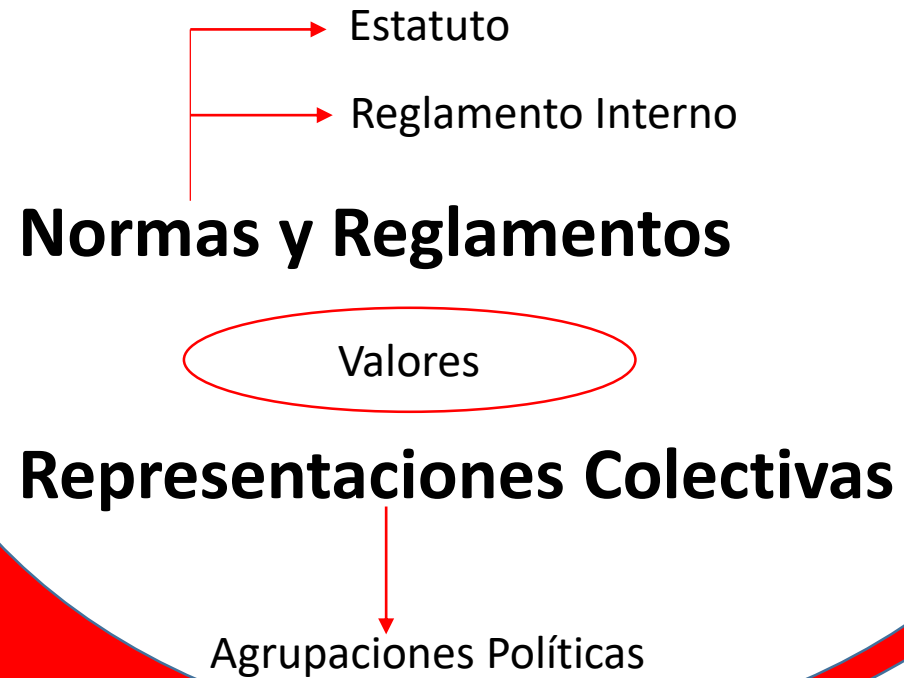 Estatuto
Reglamento Interno
Normas y Reglamentos
Valores
Representaciones Colectivas
Agrupaciones Políticas